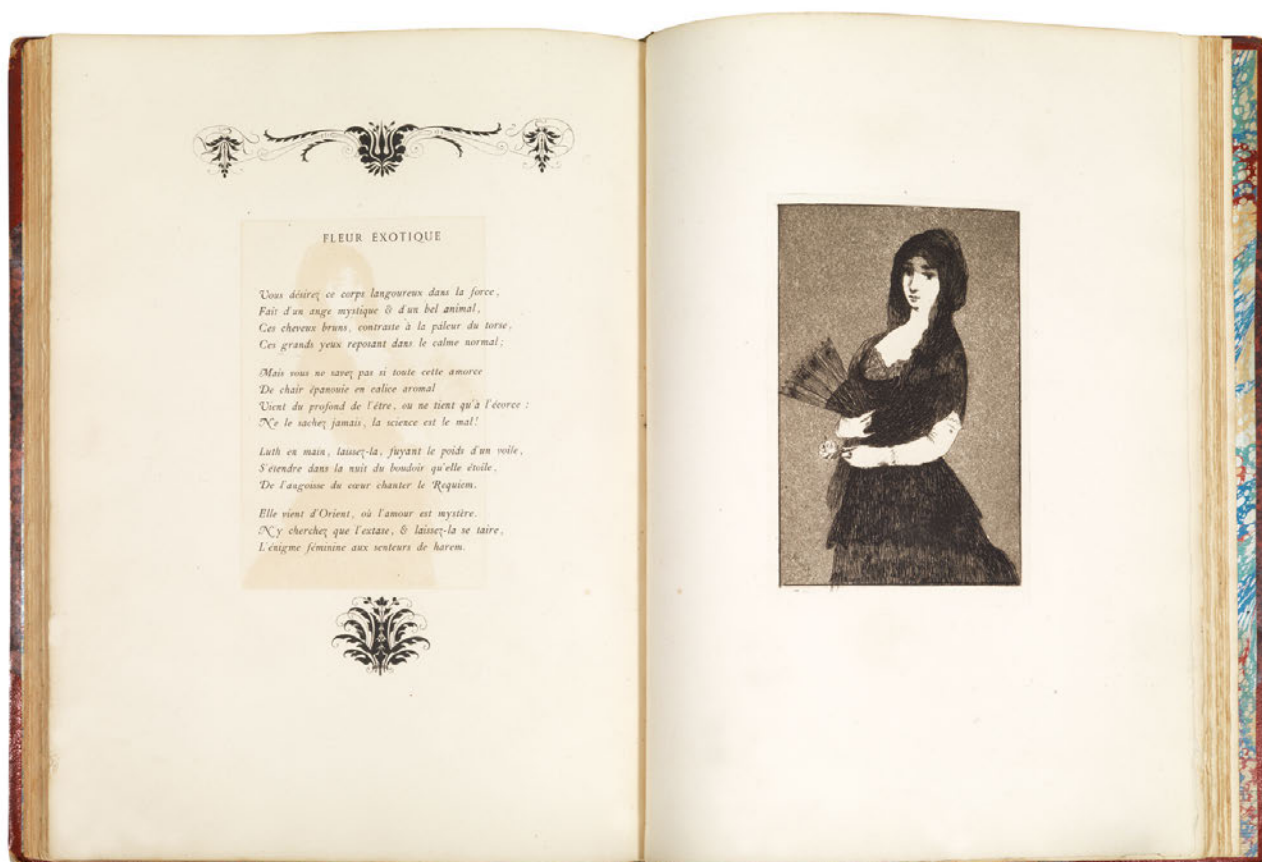 FLEUR EXOTIQUE
Vous désirez ce corps langoureux dans la force,
Fait d'un ange mystique & d'un bel animal,
Ces cheveux bruns, contraste à la pâleur du torse,
Ces grands yeux reposant dans le calme normal;
Mais vous ne savez pas si toute cette amorce
De chair épanouie en calice aromal
Vient du profond de l'être, ou ne tient qu'à l'écorce :
Ne le sachez jamais, la science est le mal!
Luth en main, laissez-la, fuyant le poids d'un voile,
S'étendre dans la nuit du boudoir qu'elle étoile,
De l'angoisse du cœur chanter le Requiem.
Elle vient d'Orient, où l'amour est mystère.
N'y cherchez que l'extase, & laissez-la se taire,
L'énigme féminine aux senteurs de harem.